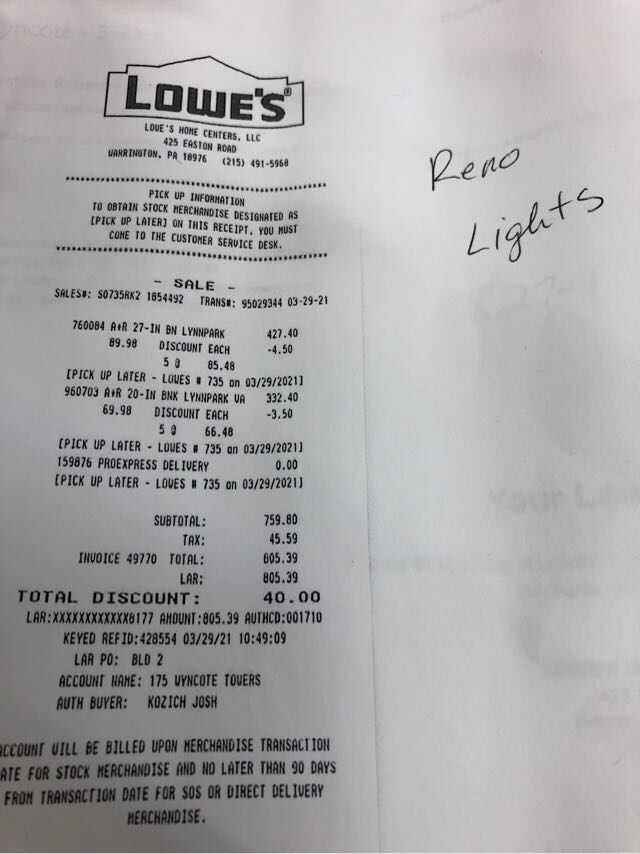 LOWE'S®
LOWE'S HOME CENTERS, LLC
425 EASTON ROAD
WARRINGTON, PA 18976 (215) 491-5960
PICK UP INFORMATION
TO OBTAIN STOCK MERCHANDISE DESIGNATED AS
[PICK UP LATER] ON THIS RECEIPT, YOU MUST
COME TO THE CUSTOMER SERVICE DESK.
Reno
Lights
- SALE -
SALES#: S0735RK2 1854492 TRANS#: 95029344 03-29-21
760084 A+R 27-IN BN LYNNPARK 427.40
89.98 DISCOUNT EACH -4.50
5 @ 85.48
[PICK UP LATER - LOWES # 735 on 03/29/2021]
960703 A+R 20-IN BNK LYNNPARK VA 332.40
69.98 DISCOUNT EACH -3.50
5 @ 66.48
[PICK UP LATER - LOWES # 735 on 03/29/2021]
159876 PROEXPRESS DELIVERY 0.00
[PICK UP LATER - LOWES # 735 on 03/29/2021]
SUBTOTAL: 759.80
TAX: 45.59
INVOICE 49770 TOTAL: 805.39
LAR: 805.39
TOTAL DISCOUNT: 40.00
LAR:XXXXXXXXXXXX8177 AMOUNT:805.39 AUTHCD:001710
KEYED REFID:428554 03/29/21 10:49:09
LAR PO: BLD 2
ACCOUNT NAME: 175 WYNCOTE TOWERS
AUTH BUYER: KOZICH JOSH
ACCOUNT WILL BE BILLED UPON MERCHANDISE TRANSACTION
ATE FOR STOCK MERCHANDISE AND NO LATER THAN 90 DAYS
FROM TRANSACTION DATE FOR SOS OR DIRECT DELIVERY
MERCHANDISE.